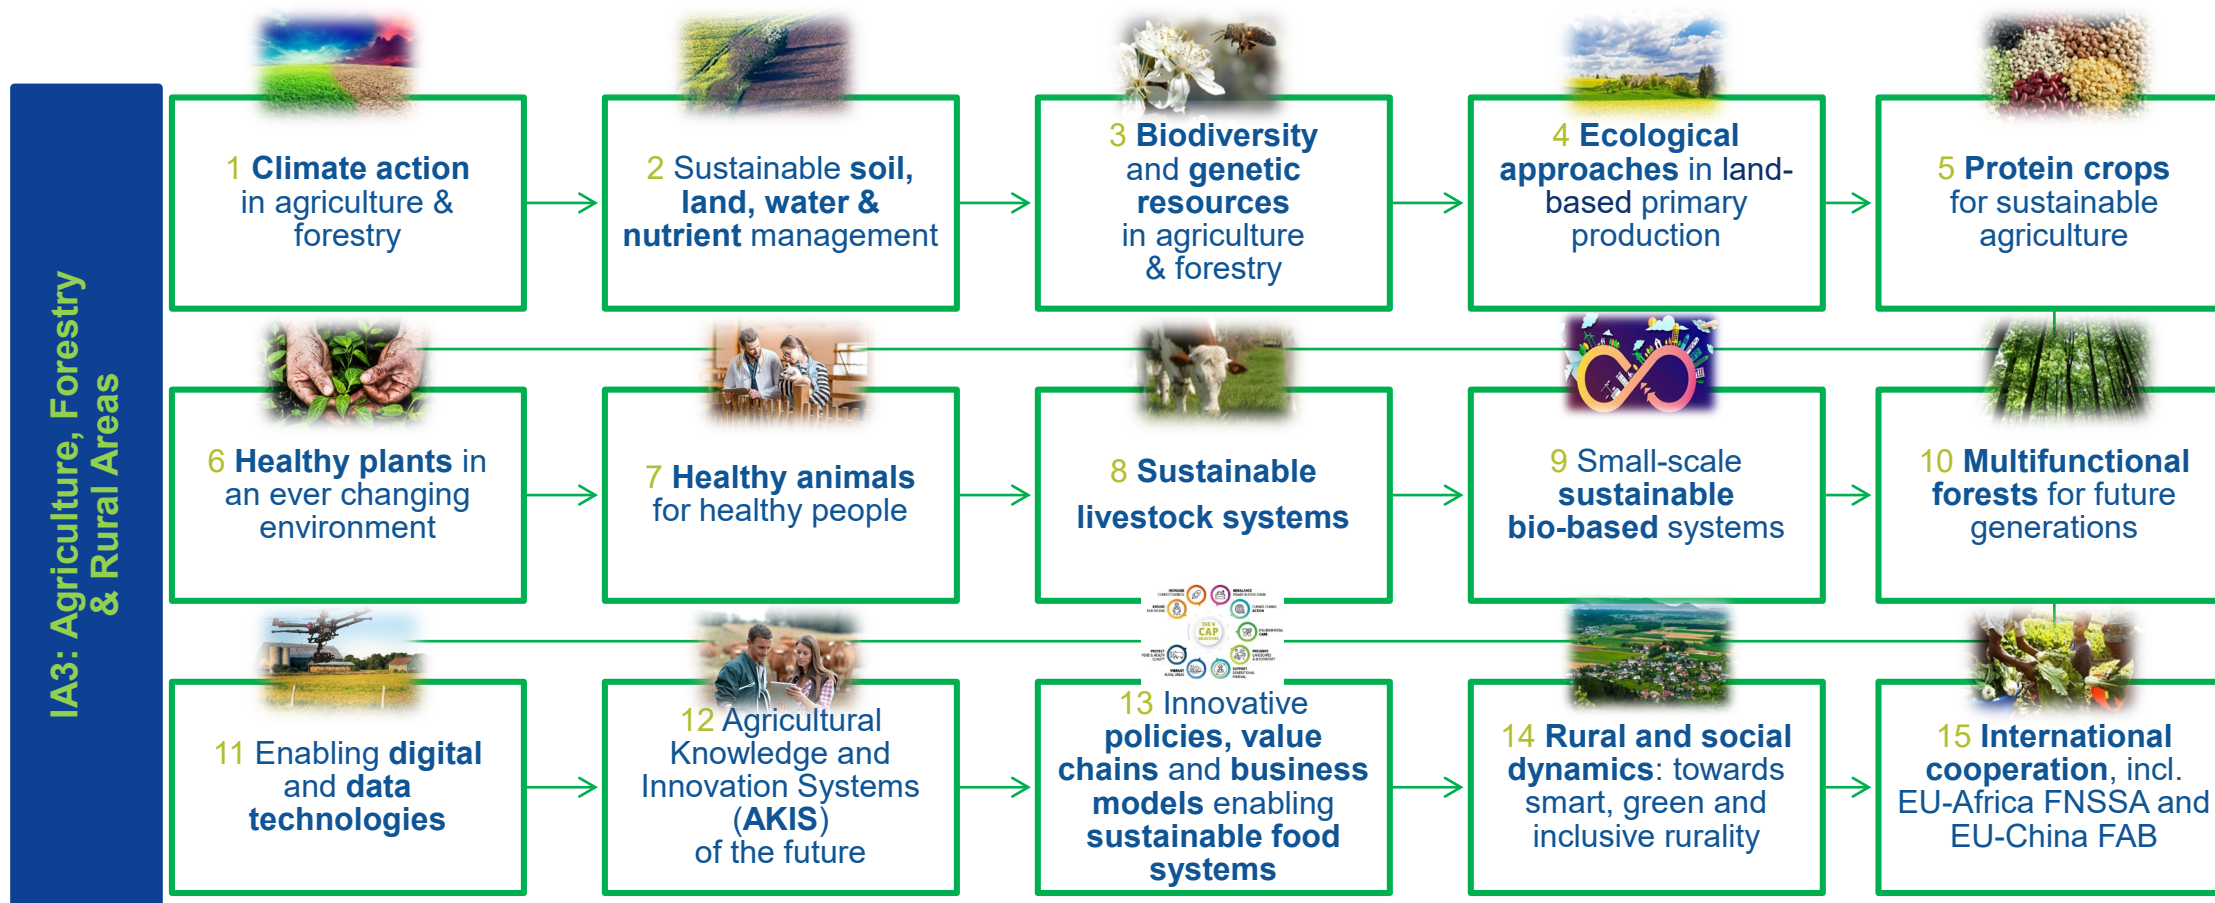 IA3: Agriculture, Forestry
& Rural Areas
1 Climate action
in agriculture &
forestry
2 Sustainable soil,
land, water &
nutrient management
3 Biodiversity
and genetic
resources
in agriculture
& forestry
4 Ecological
approaches in land-
based primary
production
5 Protein crops
for sustainable
agriculture
6 Healthy plants in
an ever changing
environment
7 Healthy animals
for healthy people
8 Sustainable
livestock systems
9 Small-scale
sustainable
bio-based systems
10 Multifunctional
forests for future
generations
11 Enabling digital
and data
technologies
12 Agricultural
Knowledge and
Innovation Systems
(AKIS)
of the future
THE 9
CAP
13 Innovative
policies, value
chains and business
models enabling
sustainable food
systems
14 Rural and social
dynamics: towards
smart, green and
inclusive rurality
15 International
cooperation, incl.
EU-Africa FNSSA and
EU-China FAB